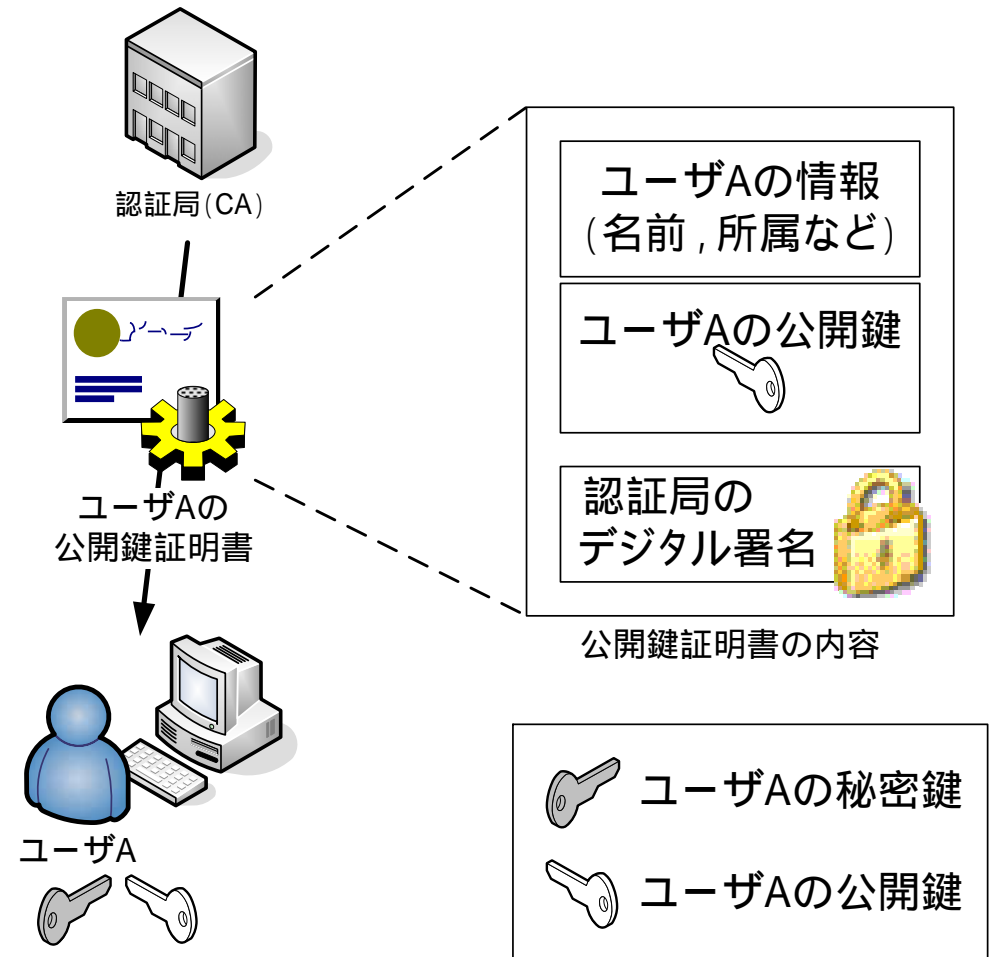 認証局(CA)
ユーザAの
公開鍵証明書
ユーザA
ユーザAの情報
(名前,所属など)
ユーザAの公開鍵
認証局の
デジタル署名
公開鍵証明書の内容
ユーザAの秘密鍵
ユーザAの公開鍵